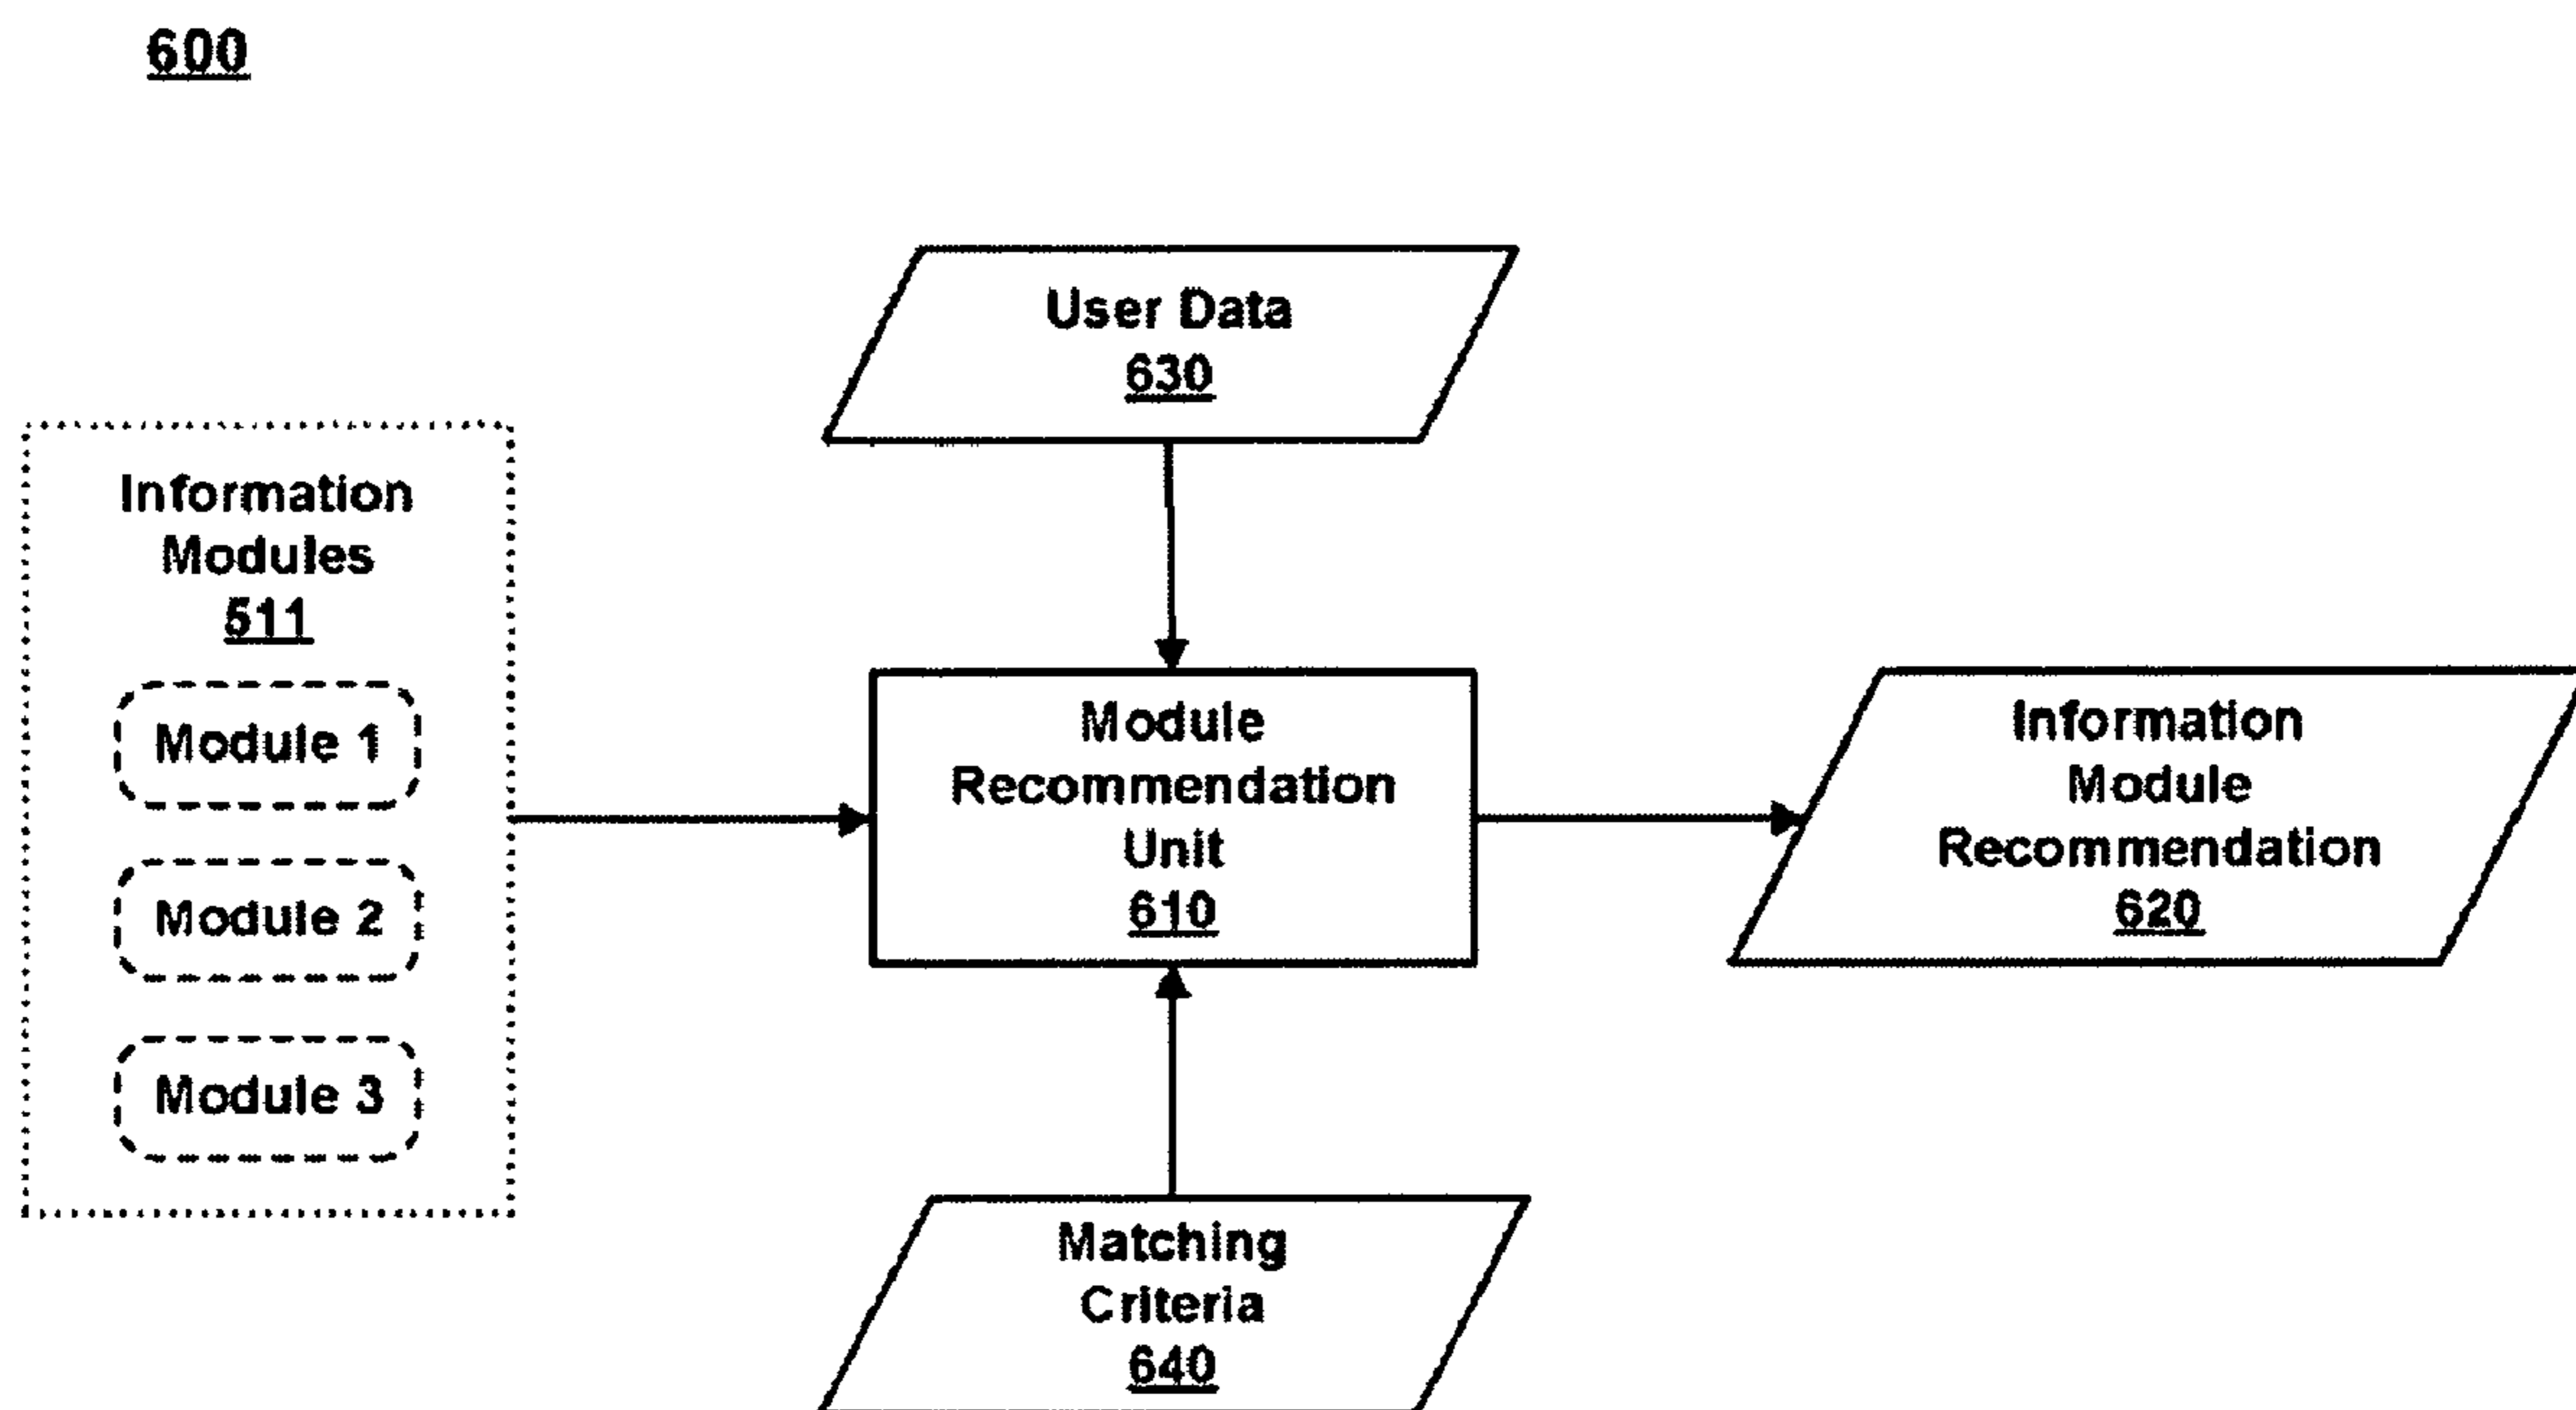 600
User Data
630
Information
Modules
511
Module 1
Module 2
Module 3
Module
Recommendation
Unit
610
Information
Module
Recommendation
620
Matching
Criteria
640